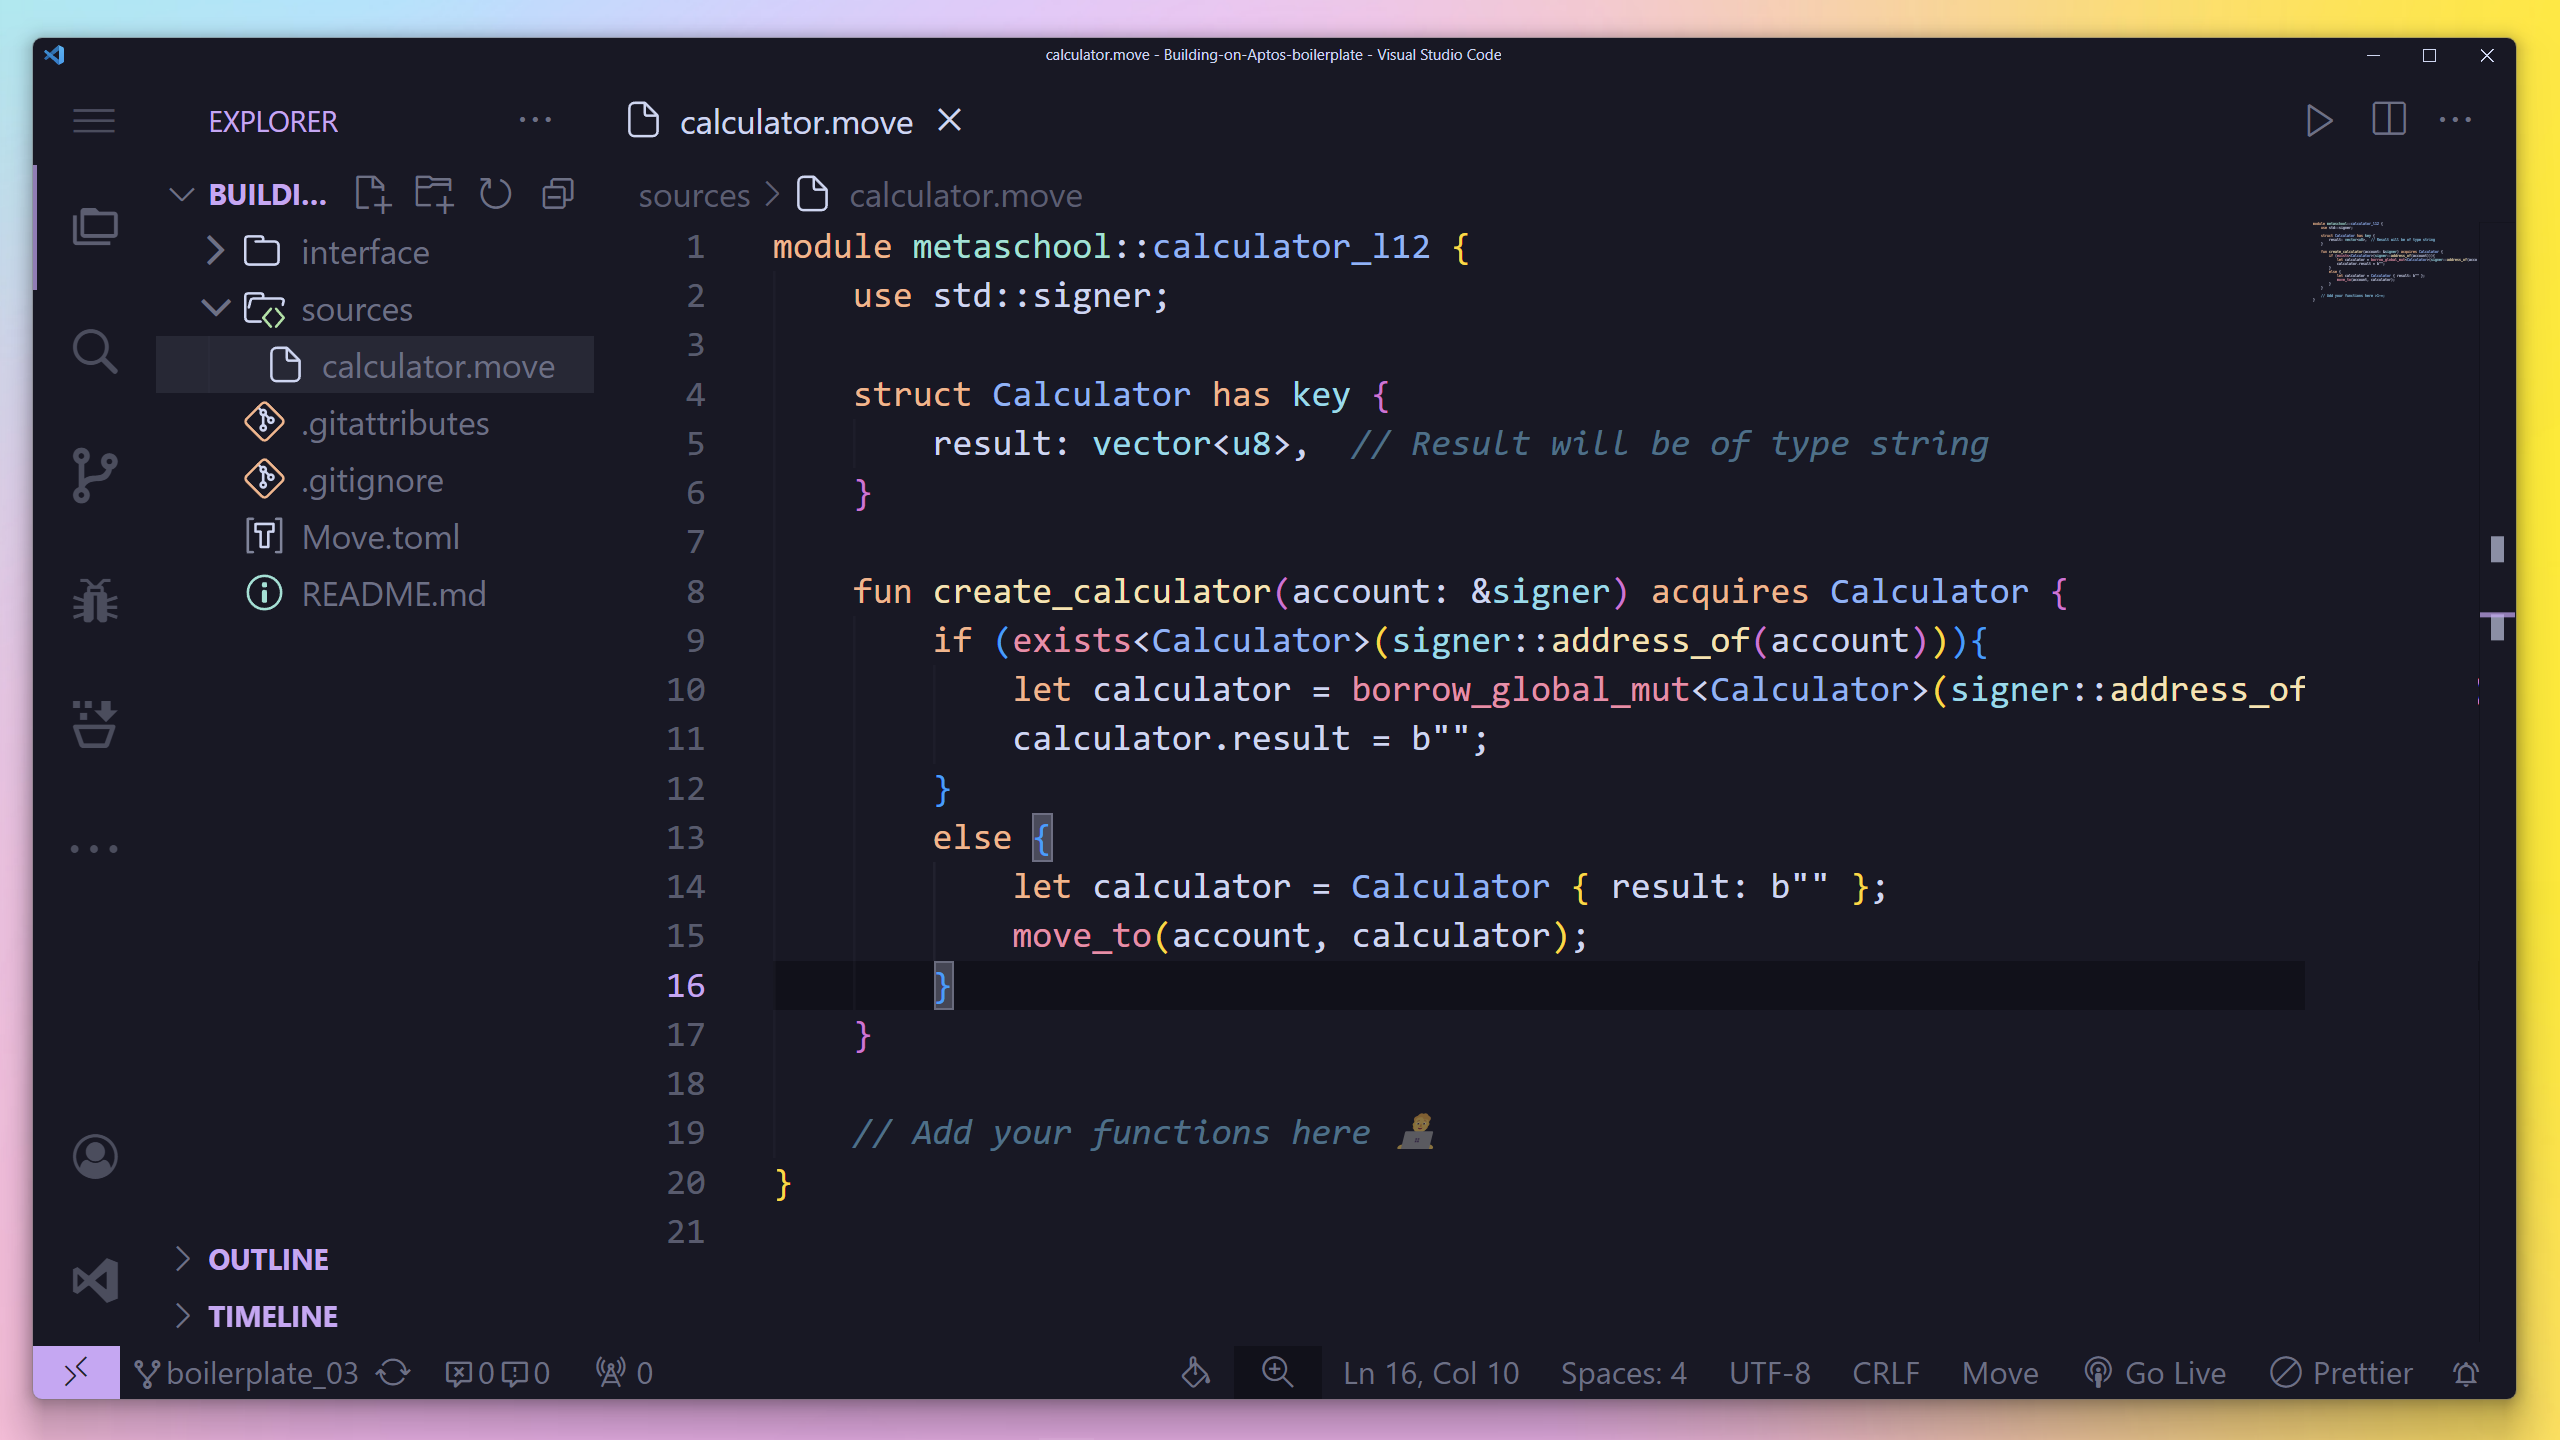 calculator.move - Building-on-Aptos-boilerplate - Visual Studio Code
EXPLORER
BUILDI...
interface
sources
calculator.move
.gitattributes
.gitignore
Move.toml
README.md
OUTLINE
TIMELINE
calculator.move
sources > calculator.move
1 module metaschool::calculator_l12 {
2     use std::signer;
3
4     struct Calculator has key {
5         result: vector<u8>,  // Result will be of type string
6     }
7
8     fun create_calculator(account: &signer) acquires Calculator {
9         if (exists<Calculator>(signer::address_of(account))){
10             let calculator = borrow_global_mut<Calculator>(signer::address_of
11             calculator.result = b"";
12         }
13         else {
14             let calculator = Calculator { result: b"" };
15             move_to(account, calculator);
16         }
17     }
18
19     // Add your functions here 🧑‍💻
20 }
21
boilerplate_03 0 0 0 Ln 16, Col 10 Spaces: 4 UTF-8 CRLF Move Go Live Prettier